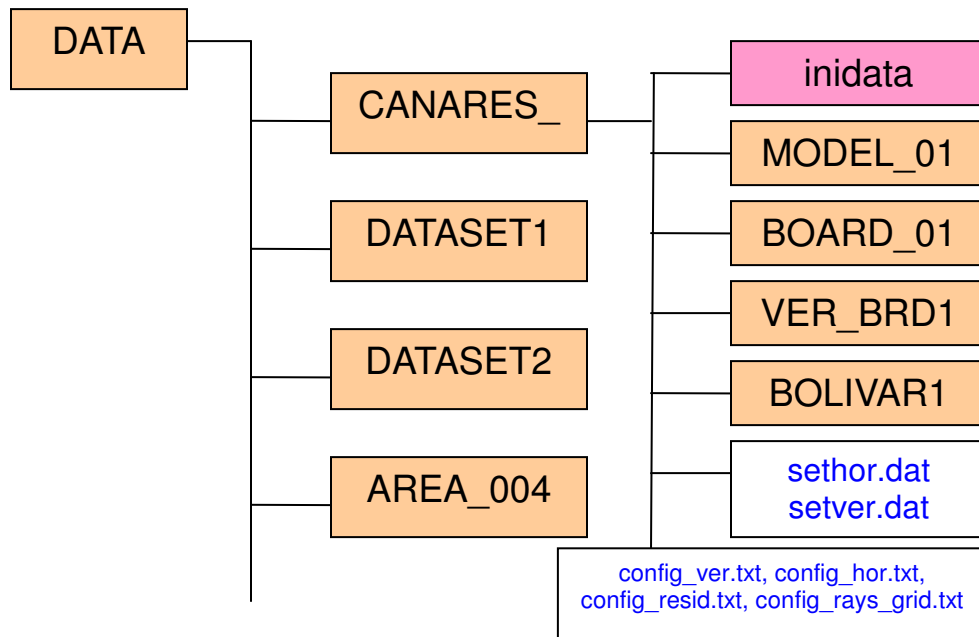 DATA
CANARES_
DATASET1
DATASET2
AREA_004
inidata
MODEL_01
BOARD_01
VER_BRD1
BOLIVAR1
sethor.dat
setver.dat
config_ver.txt, config_hor.txt,
config_resid.txt, config_rays_grid.txt